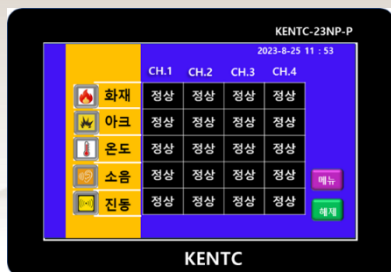 KENTC-23NP-P
2023-8-25 11 : 53
CH.1 CH.2 CH.3 CH.4
화재 정상 정상 정상 정상
아크 정상 정상 정상 정상
온도 정상 정상 정상 정상
소음 정상 정상 정상 정상
메뉴
진동 정상 정상 정상 정상
해제
KENTC